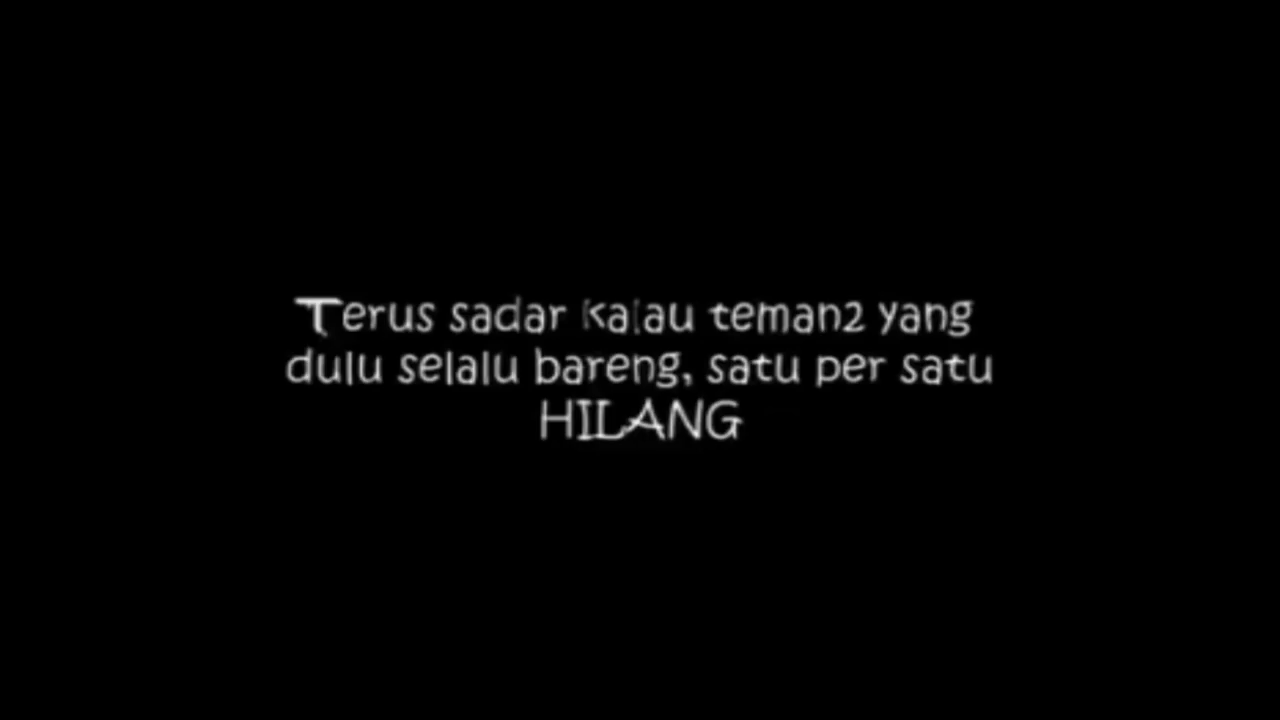 Terus sadar kalau teman2 yang
dulu selalu bareng, satu per satu
HILANG